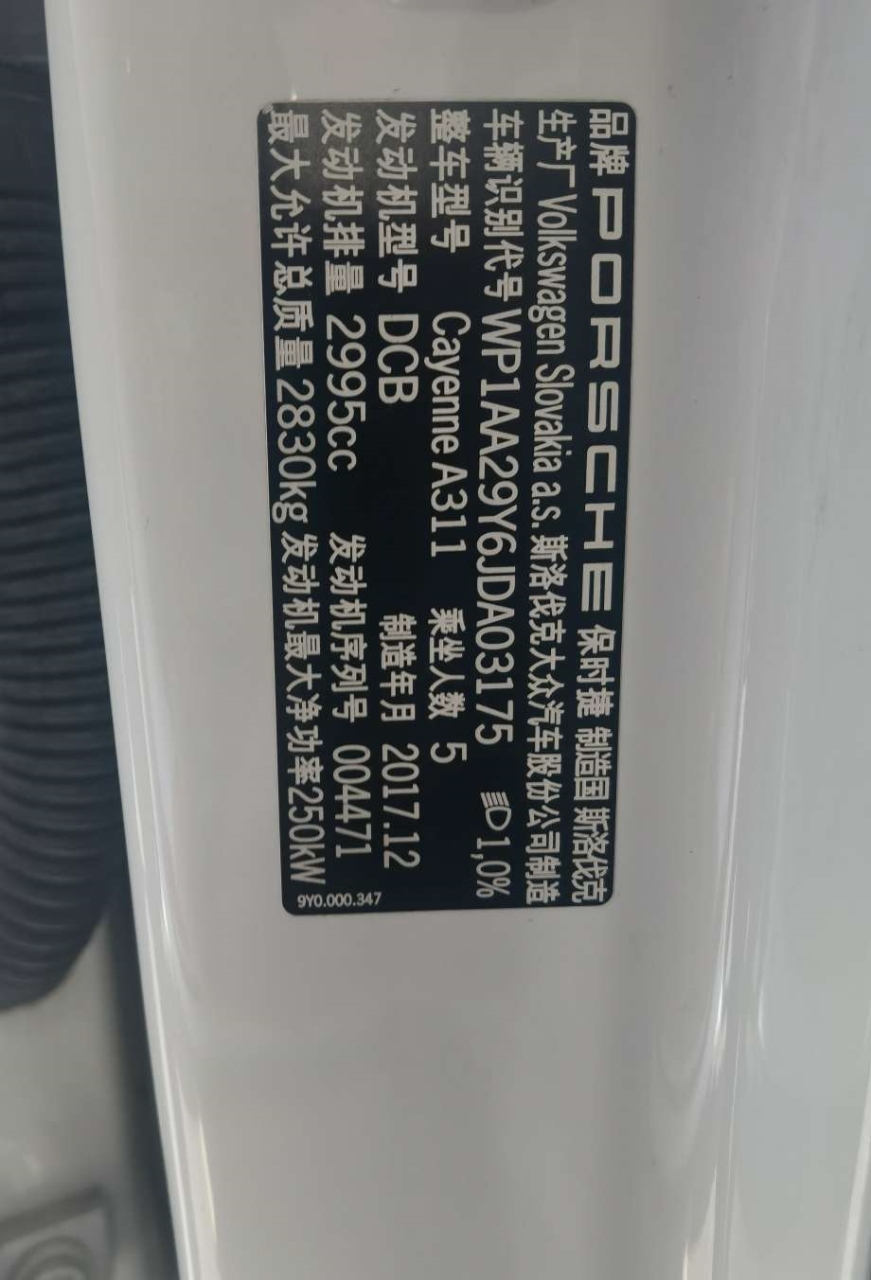 品牌 PORSCHE 保时捷 制造国 斯洛伐克
生产厂 Volkswagen Slovakia a.s. 斯洛伐克大众汽车股份公司制造
车辆识别代号 WP1AA29Y6JDA03175 1,0%
整车型号 Cayenne A311 乘坐人数 5
发动机型号 DCB 制造年月 2017.12
发动机排量 2995cc 发动机序列号 004471
最大允许总质量 2830kg 发动机最大净功率250kW
9Y0.000.347